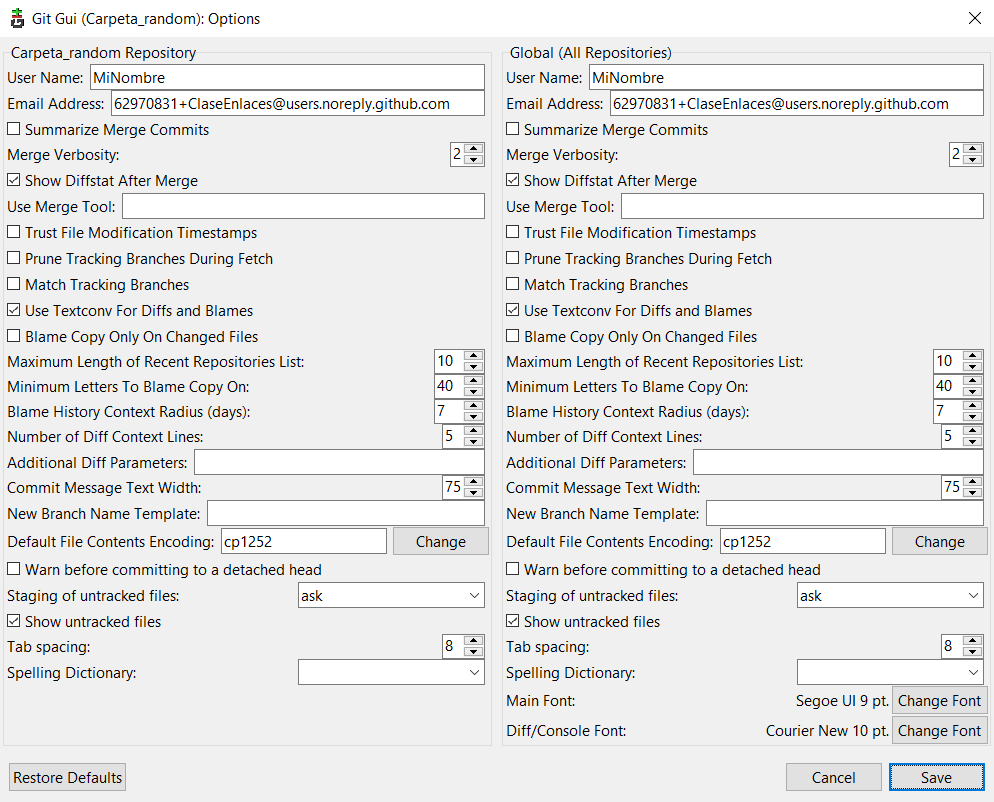 Git Gui (Carpeta_random): Options
Carpeta_random Repository
User Name: MiNombre
Email Address: 62970831+ClaseEnlaces@users.noreply.github.com
Summarize Merge Commits
Merge Verbosity: 2
Show Diffstat After Merge
Use Merge Tool:
Trust File Modification Timestamps
Prune Tracking Branches During Fetch
Match Tracking Branches
Use Textconv For Diffs and Blames
Blame Copy Only On Changed Files
Maximum Length of Recent Repositories List: 10
Minimum Letters To Blame Copy On: 40
Blame History Context Radius (days): 7
Number of Diff Context Lines: 5
Additional Diff Parameters:
Commit Message Text Width: 75
New Branch Name Template:
Default File Contents Encoding: cp1252 Change
Warn before committing to a detached head
Staging of untracked files: ask
Show untracked files
Tab spacing: 8
Spelling Dictionary:
Global (All Repositories)
User Name: MiNombre
Email Address: 62970831+ClaseEnlaces@users.noreply.github.com
Summarize Merge Commits
Merge Verbosity: 2
Show Diffstat After Merge
Use Merge Tool:
Trust File Modification Timestamps
Prune Tracking Branches During Fetch
Match Tracking Branches
Use Textconv For Diffs and Blames
Blame Copy Only On Changed Files
Maximum Length of Recent Repositories List: 10
Minimum Letters To Blame Copy On: 40
Blame History Context Radius (days): 7
Number of Diff Context Lines: 5
Additional Diff Parameters:
Commit Message Text Width: 75
New Branch Name Template:
Default File Contents Encoding: cp1252 Change
Warn before committing to a detached head
Staging of untracked files: ask
Show untracked files
Tab spacing: 8
Spelling Dictionary:
Main Font: Segoe UI 9 pt. Change Font
Diff/Console Font: Courier New 10 pt. Change Font
Restore Defaults Cancel Save